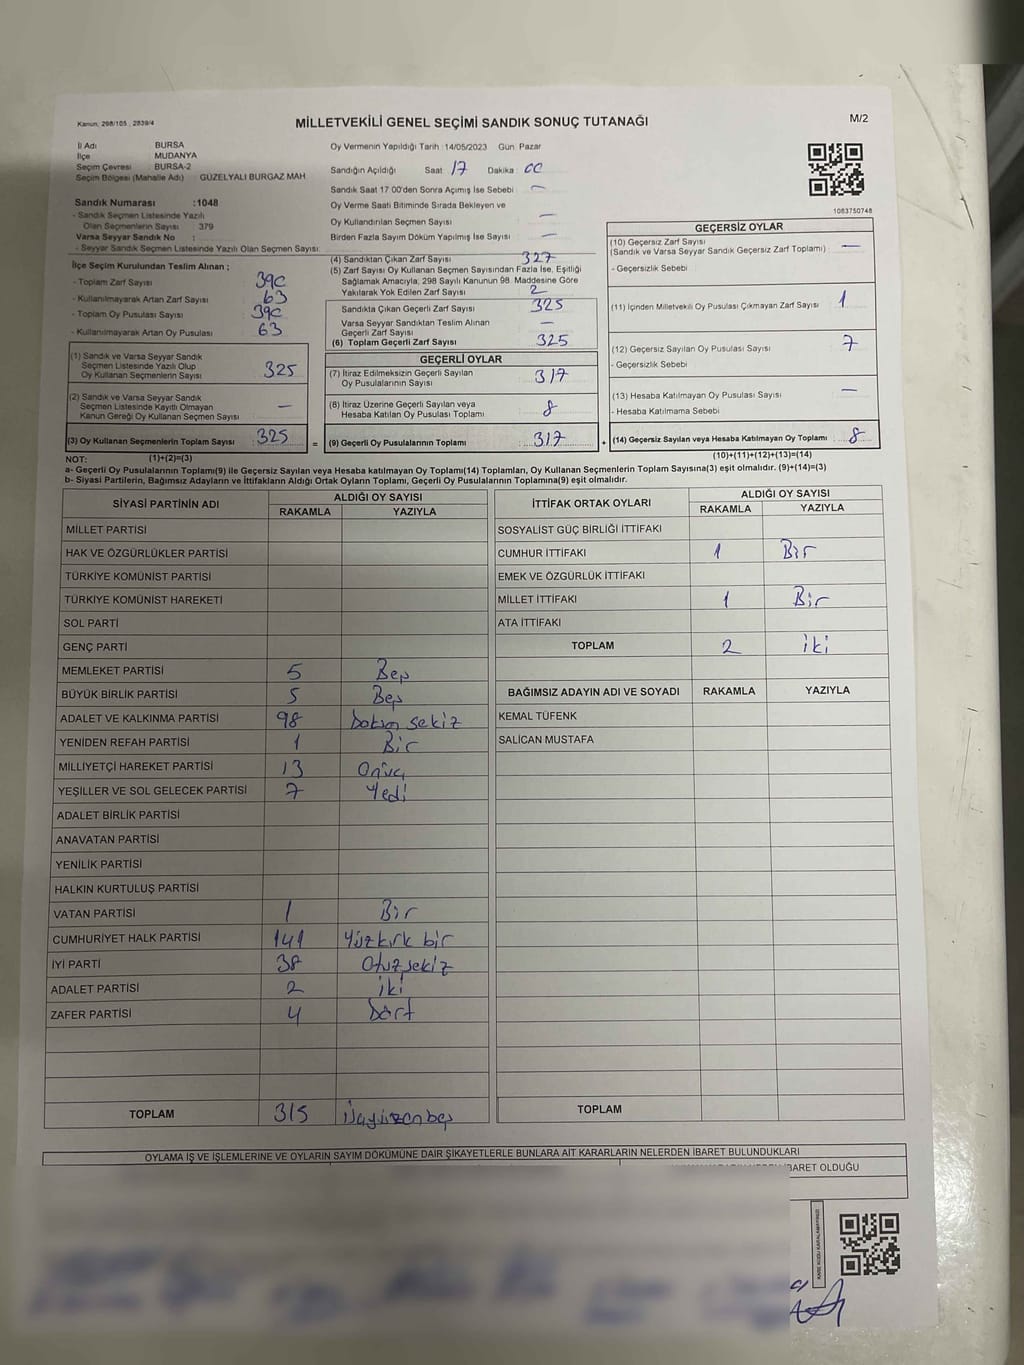 Kanun, 298/105 , 2839/4
MİLLETVEKİLİ GENEL SEÇİMİ SANDIK SONUÇ TUTANAĞI
M/2
İl Adı BURSA
İlçe MUDANYA
Seçim Çevresi BURSA-2
Seçim Bölgesi (Mahalle Adı) GÜZELYALI BURGAZ MAH
Sandık Numarası :1048
- Sandık Seçmen Listesinde Yazılı
Olan Seçmenlerin Sayısı 379
Varsa Seyyar Sandık No :
- Seyyar Sandık Seçmen Listesinde Yazılı Olan Seçmen Sayısı:
Oy Vermenin Yapıldığı Tarih :14/05/2023 Gün: Pazar
Sandığın Açıldığı Saat 17 Dakika 00
Sandık Saat 17 00'den Sonra Açımış İse Sebebi —
Oy Verme Saati Bitiminde Sırada Bekleyen ve
Oy Kullandırılan Seçmen Sayısı —
Birden Fazla Sayım Döküm Yapılmış İse Sayısı —
1083750748
İlçe Seçim Kurulundan Teslim Alınan ;
- Toplam Zarf Sayısı 390
- Kullanılmayarak Artan Zarf Sayısı 63
- Toplam Oy Pusulası Sayısı 390
- Kullanılmayarak Artan Oy Pusulası 63
(1) Sandık ve Varsa Seyyar Sandık
Seçmen Listesinde Yazılı Olup
Oy Kullanan Seçmenlerin Sayısı 325
(2) Sandık ve Varsa Seyyar Sandık
Seçmen Listesinde Kayıtlı Olmayan
Kanun Gereği Oy Kullanan Seçmen Sayısı —
(3) Oy Kullanan Seçmenlerin Toplam Sayısı 325 =
(4) Sandıktan Çıkan Zarf Sayısı 327
(5) Zarf Sayısı Oy Kullanan Seçmen Sayısından Fazla İse, Eşitliği
Sağlamak Amacıyla; 298 Sayılı Kanunun 98. Maddesine Göre
Yakılarak Yok Edilen Zarf Sayısı 2
Sandıkta Çıkan Geçerli Zarf Sayısı 325
Varsa Seyyar Sandıktan Teslim Alınan
Geçerli Zarf Sayısı —
(6) Toplam Geçerli Zarf Sayısı 325
GEÇERLİ OYLAR
(7) İtiraz Edilmeksizin Geçerli Sayılan
Oy Pusulalarının Sayısı 317
(8) İtiraz Üzerine Geçerli Sayılan veya
Hesaba Katılan Oy Pusulası Toplamı 8
(9) Geçerli Oy Pusulalarının Toplamı 317 +
GEÇERSİZ OYLAR
(10) Geçersiz Zarf Sayısı
(Sandık ve Varsa Seyyar Sandık Geçersiz Zarf Toplamı) —
- Geçersizlik Sebebi
(11) İçinden Milletvekili Oy Pusulası Çıkmayan Zarf Sayısı 1
(12) Geçersiz Sayılan Oy Pusulası Sayısı 7
- Geçersizlik Sebebi
(13) Hesaba Katılmayan Oy Pusulası Sayısı —
- Hesaba Katılmama Sebebi
(14) Geçersiz Sayılan veya Hesaba Katılmayan Oy Toplamı 8
NOT: (1)+(2)=(3)
(10)+(11)+(12)+(13)=(14)
a- Geçerli Oy Pusulalarının Toplamı(9) ile Geçersiz Sayılan veya Hesaba katılmayan Oy Toplamı(14) Toplamları, Oy Kullanan Seçmenlerin Toplam Sayısına(3) eşit olmalıdır. (9)+(14)=(3)
b- Siyasi Partilerin, Bağımsız Adayların ve İttifakların Aldığı Ortak Oyların Toplamı, Geçerli Oy Pusulalarının Toplamına(9) eşit olmalıdır.
SİYASİ PARTİNİN ADI ALDIĞI OY SAYISI
RAKAMLA YAZIYLA
MİLLET PARTİSİ
HAK VE ÖZGÜRLÜKLER PARTİSİ
TÜRKİYE KOMÜNİST PARTİSİ
TÜRKİYE KOMÜNİST HAREKETİ
SOL PARTİ
GENÇ PARTİ
MEMLEKET PARTİSİ 5 Beş
BÜYÜK BİRLİK PARTİSİ 5 Beş
ADALET VE KALKINMA PARTİSİ 98 Doksan sekiz
YENİDEN REFAH PARTİSİ 1 Bir
MİLLİYETÇİ HAREKET PARTİSİ 13 Onüç
YEŞİLLER VE SOL GELECEK PARTİSİ 7 Yedi
ADALET BİRLİK PARTİSİ
ANAVATAN PARTİSİ
YENİLİK PARTİSİ
HALKIN KURTULUŞ PARTİSİ
VATAN PARTİSİ 1 Bir
CUMHURİYET HALK PARTİSİ 141 Yüzkırk bir
İYİ PARTİ 38 Otuzsekiz
ADALET PARTİSİ 2 iki
ZAFER PARTİSİ 4 Dört
TOPLAM 315 Üçyüzonbeş
İTTİFAK ORTAK OYLARI ALDIĞI OY SAYISI
RAKAMLA YAZIYLA
SOSYALİST GÜÇ BİRLİĞİ İTTİFAKI
CUMHUR İTTİFAKI 1 Bir
EMEK VE ÖZGÜRLÜK İTTİFAKI
MİLLET İTTİFAKI 1 Bir
ATA İTTİFAKI
TOPLAM 2 iki
BAĞIMSIZ ADAYIN ADI VE SOYADI RAKAMLA YAZIYLA
KEMAL TÜFENK
SALİCAN MUSTAFA
TOPLAM
OYLAMA İŞ VE İŞLEMLERİNE VE OYLARIN SAYIM DÖKÜMÜNE DAİR ŞİKAYETLERLE BUNLARA AİT KARARLARIN NELERDEN İBARET BULUNDUKLARI
İBARET OLDUĞU